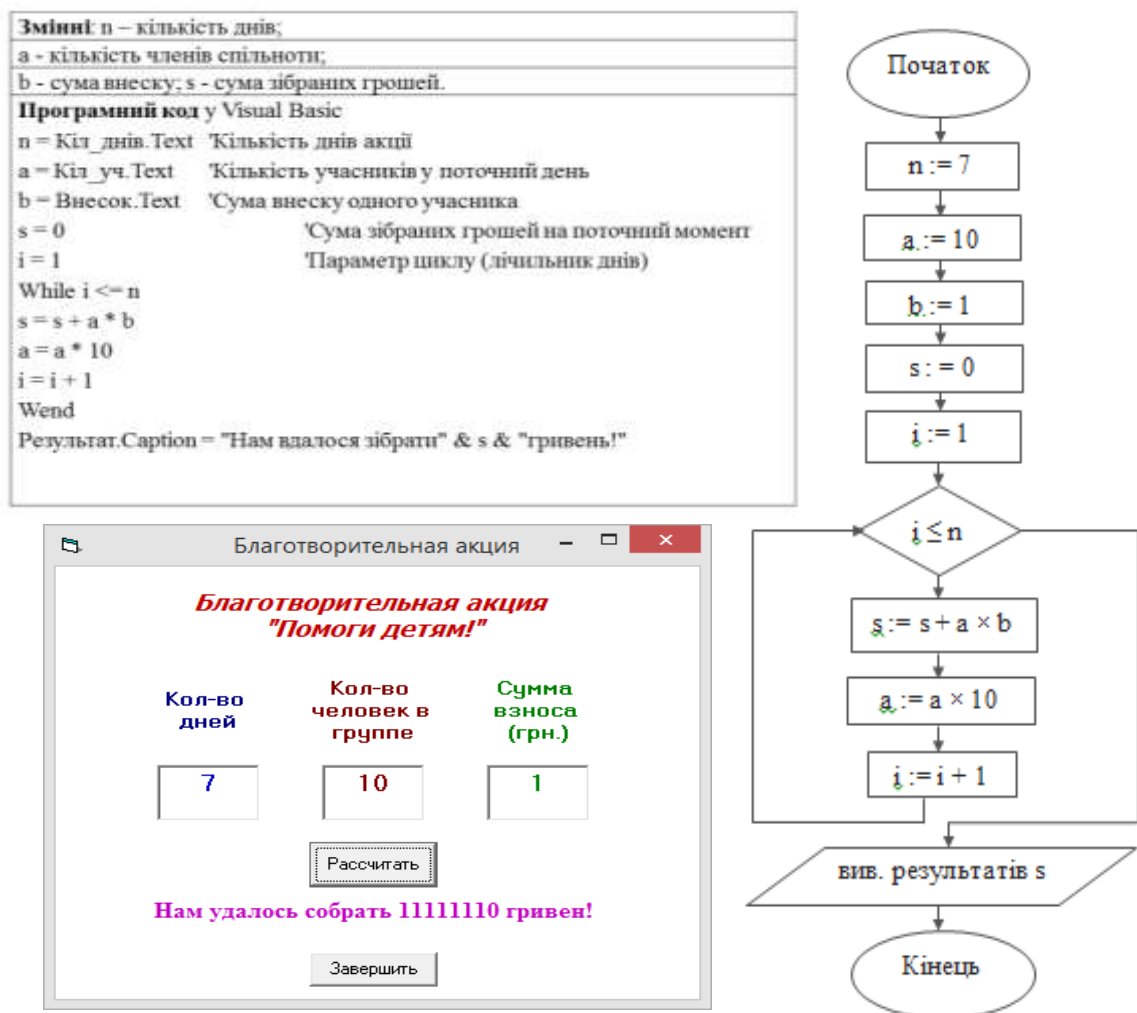 Змінні: n – кількість днів;
a - кількість членів спільноти;
b - сума внеску; s - сума зібраних грошей.
Програмний код у Visual Basic
n = Кіл_днів.Text 'Кількість днів акції
a = Кіл_уч.Text 'Кількість учасників у поточний день
b = Внесок.Text 'Сума внеску одного учасника
s = 0 'Сума зібраних грошей на поточний момент
i = 1 'Параметр циклу (лічильник днів)
While i <= n
s = s + a * b
a = a * 10
i = i + 1
Wend
Результат.Caption = "Нам вдалося зібрати" & s & "гривень!"
Благотворительная акция
Благотворительная акция
"Помоги детям!"
Кол-во
дней
Кол-во
человек в
группе
Сумма
взноса
(грн.)
7
10
1
Рассчитать
Нам удалось собрать 11111110 гривен!
Завершить
Початок
n := 7
a := 10
b := 1
s : = 0
i := 1
i ≤ n
s := s + a × b
a := a × 10
i := i + 1
вив. результатів s
Кінець